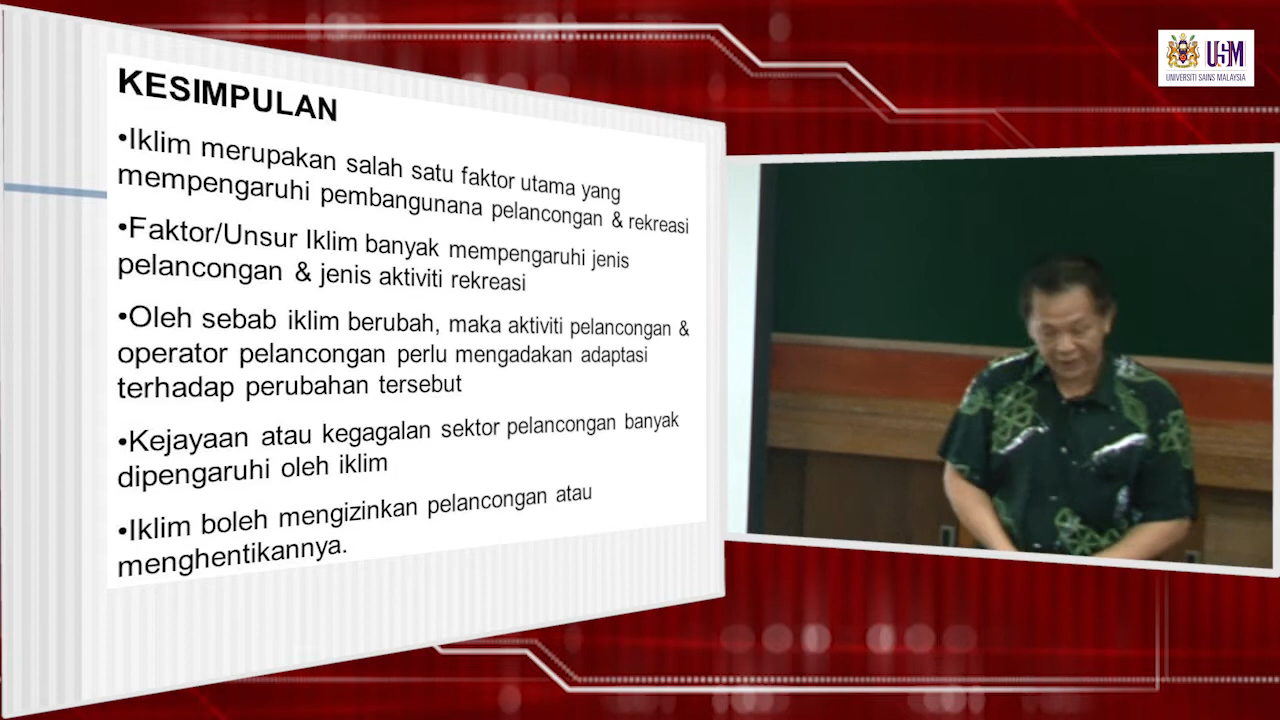 KESIMPULAN
•Iklim merupakan salah satu faktor utama yang
mempengaruhi pembangunana pelancongan & rekreasi
•Faktor/Unsur Iklim banyak mempengaruhi jenis
pelancongan & jenis aktiviti rekreasi
•Oleh sebab iklim berubah, maka aktiviti pelancongan &
operator pelancongan perlu mengadakan adaptasi
terhadap perubahan tersebut
•Kejayaan atau kegagalan sektor pelancongan banyak
dipengaruhi oleh iklim
•Iklim boleh mengizinkan pelancongan atau
menghentikannya.
USM
UNIVERSITI SAINS MALAYSIA